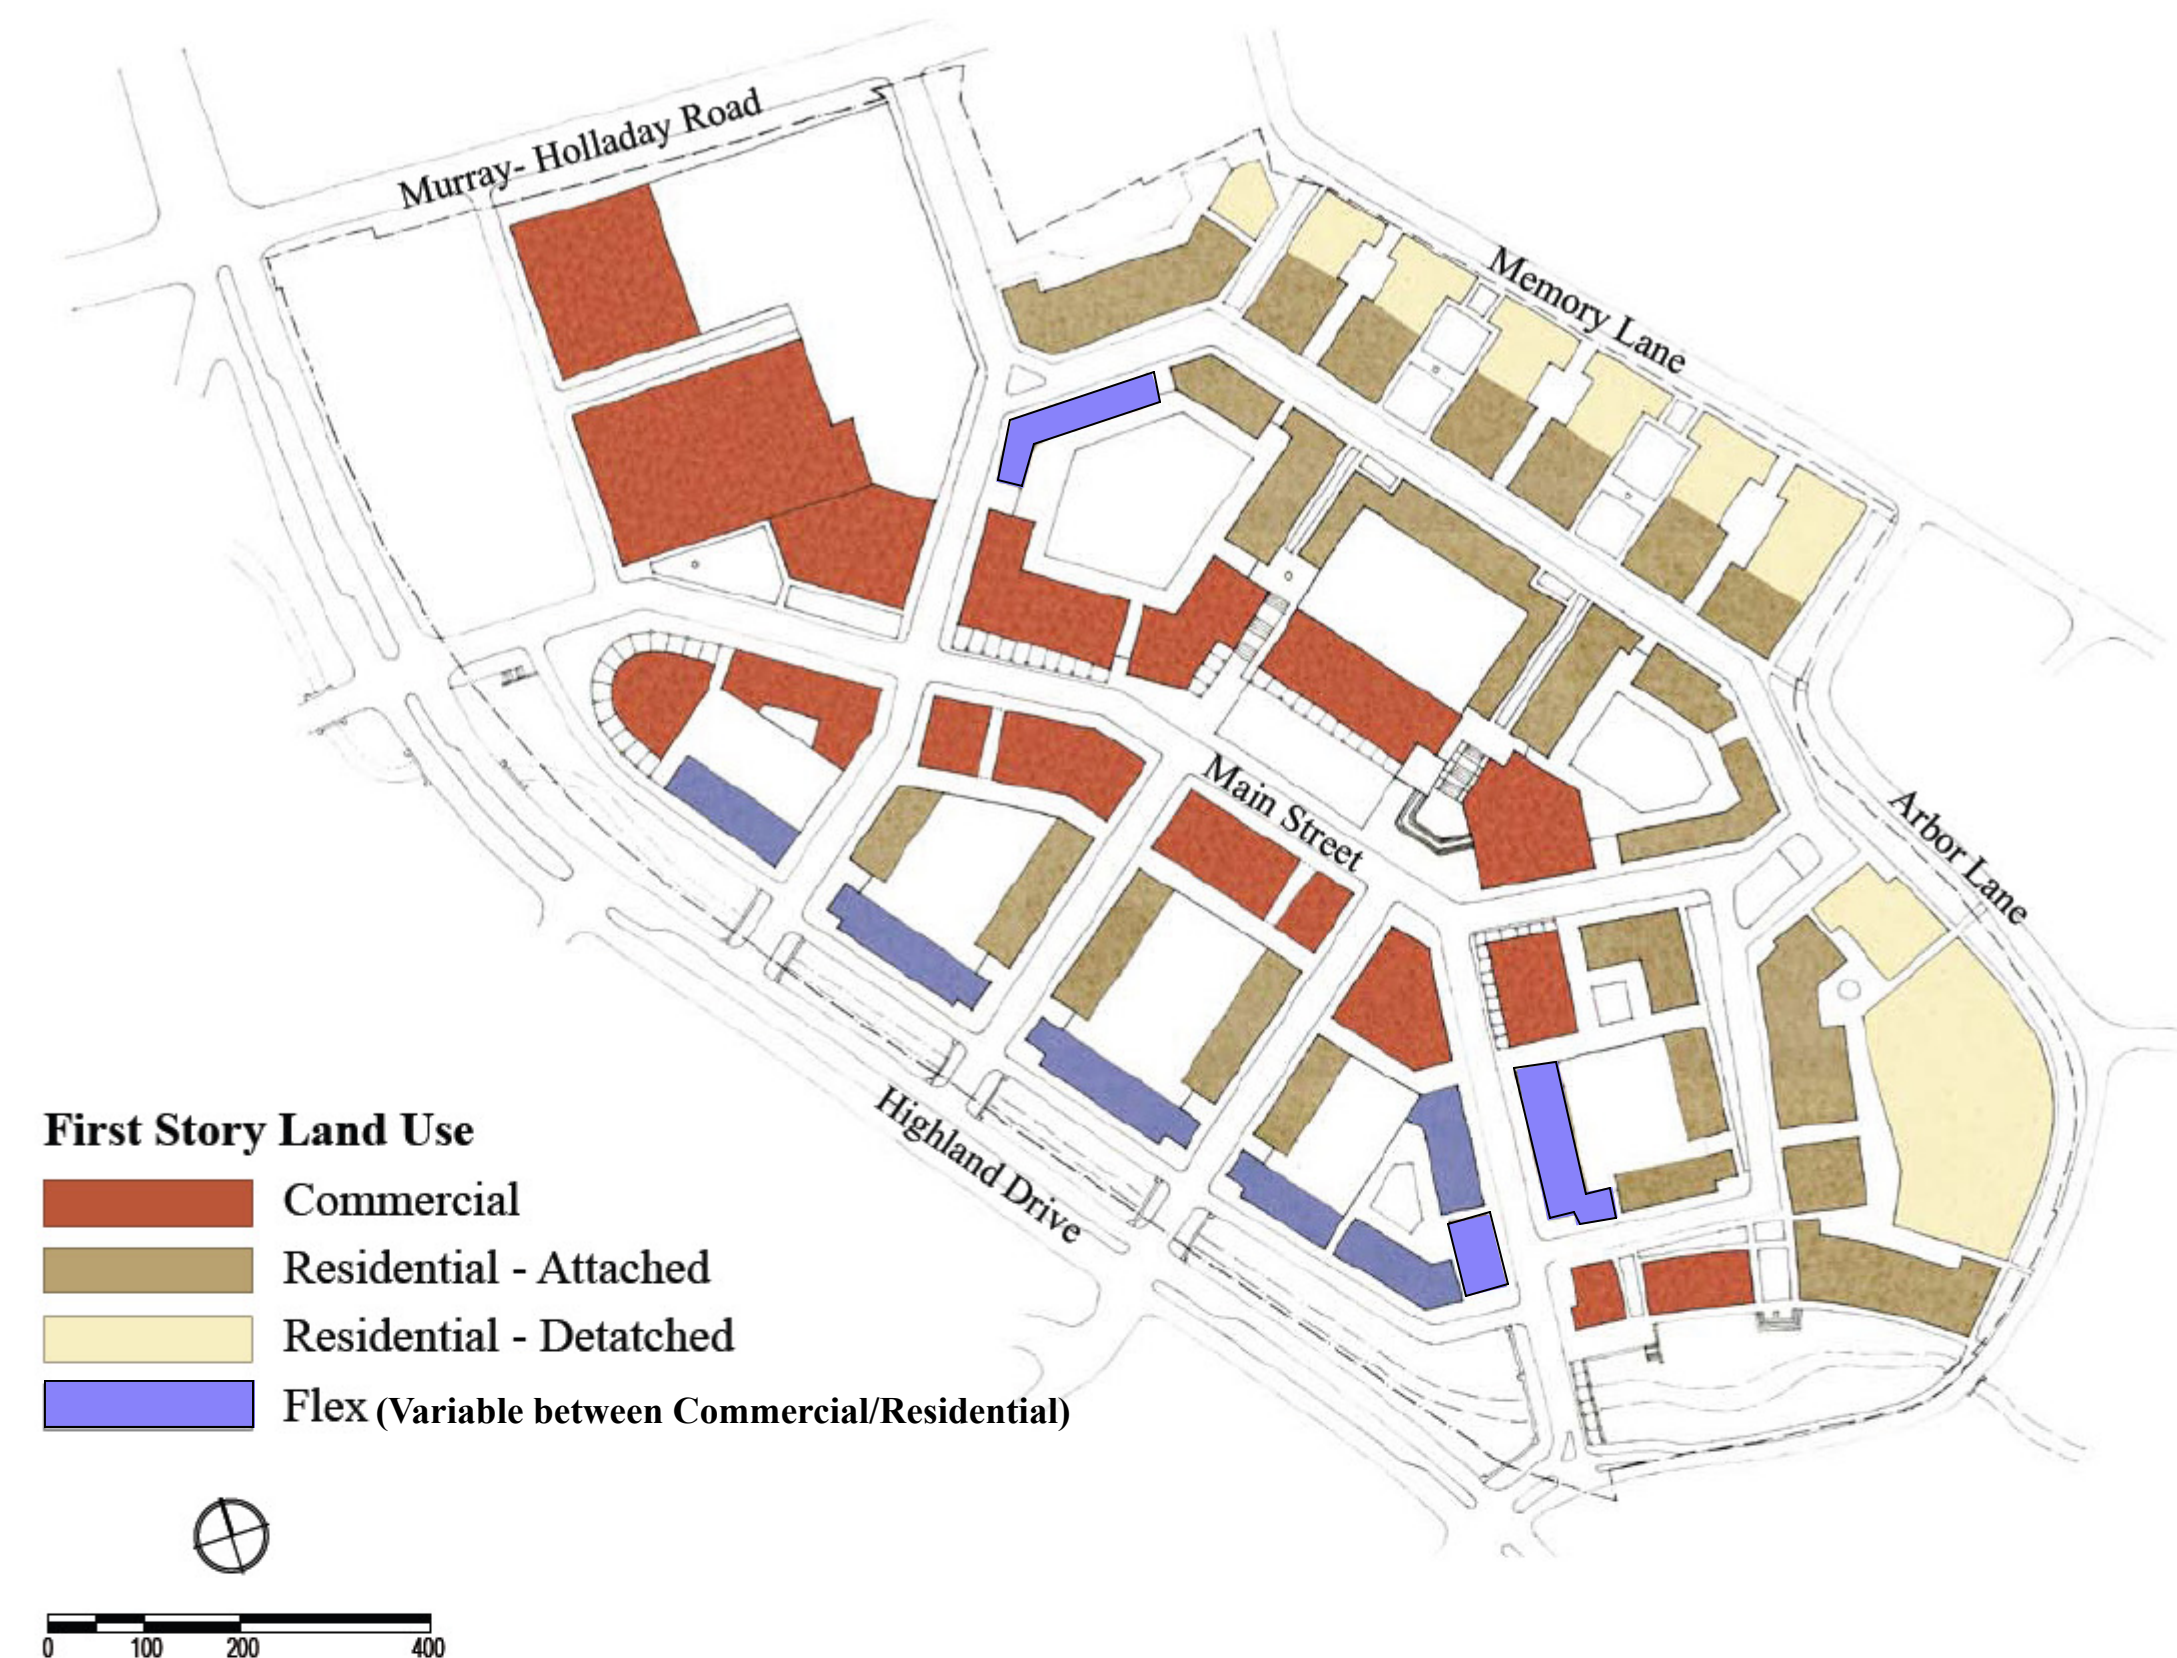 Murray- Holladay Road
Memory Lane
Main Street
Arbor Lane
Highland Drive
First Story Land Use
Commercial
Residential - Attached
Residential - Detatched
Flex (Variable between Commercial/Residential)
0 100 200 400